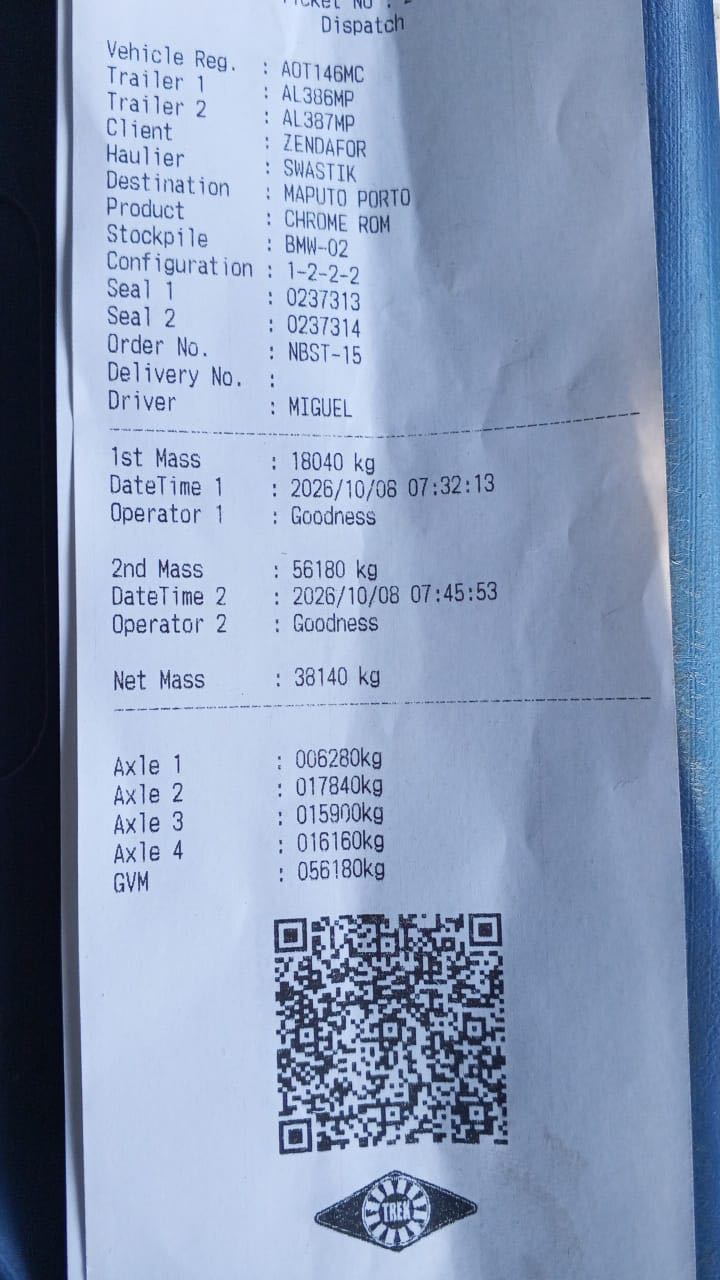 Ticket No :
Dispatch
Vehicle Reg. : AOT146MC
Trailer 1 : AL386MP
Trailer 2 : AL387MP
Client : ZENDAFOR
Haulier : SWASTIK
Destination : MAPUTO PORTO
Product : CHROME ROM
Stockpile : BMW-02
Configuration : 1-2-2-2
Seal 1 : 0237313
Seal 2 : 0237314
Order No. : NBST-15
Delivery No. :
Driver : MIGUEL
1st Mass : 18040 kg
DateTime 1 : 2026/10/08 07:32:13
Operator 1 : Goodness
2nd Mass : 56180 kg
DateTime 2 : 2026/10/08 07:45:53
Operator 2 : Goodness
Net Mass : 38140 kg
Axle 1 : 006280kg
Axle 2 : 017840kg
Axle 3 : 015900kg
Axle 4 : 016160kg
GVM : 056180kg
TREK